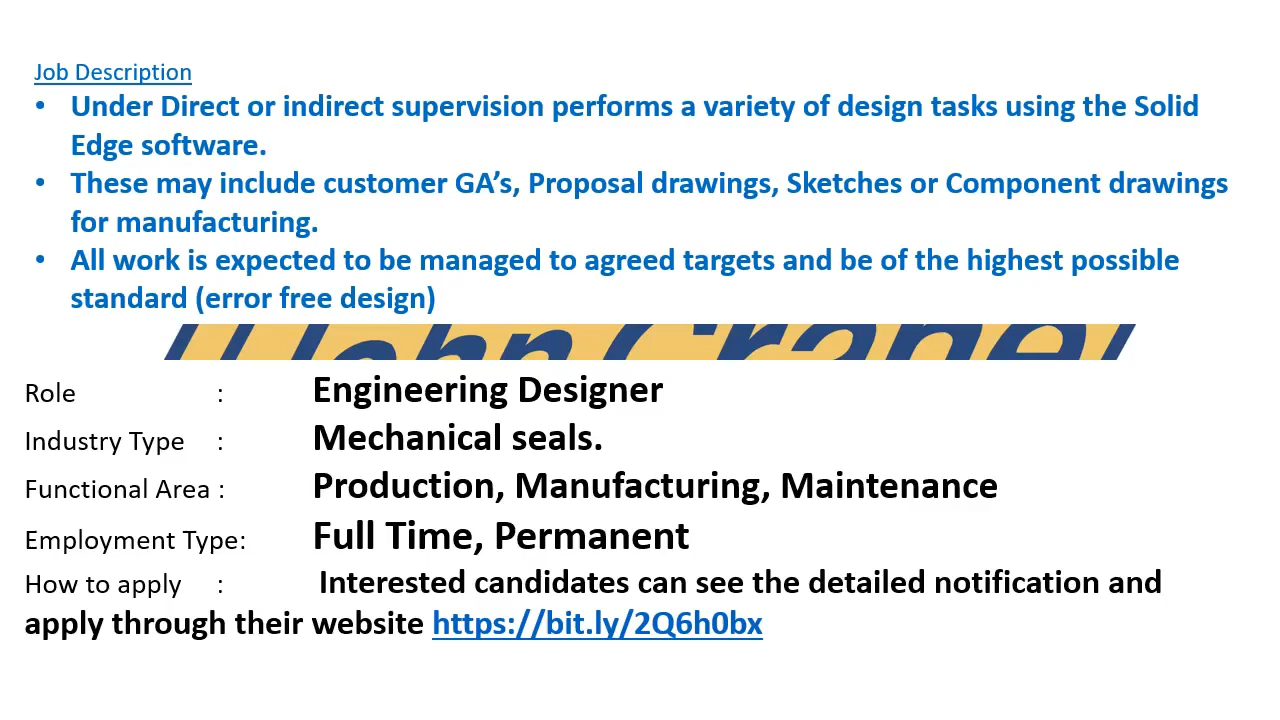 Job Description
• Under Direct or indirect supervision performs a variety of design tasks using the Solid
Edge software.
• These may include customer GA’s, Proposal drawings, Sketches or Component drawings
for manufacturing.
• All work is expected to be managed to agreed targets and be of the highest possible
standard (error free design)
John Crane
Role : Engineering Designer
Industry Type : Mechanical seals.
Functional Area : Production, Manufacturing, Maintenance
Employment Type: Full Time, Permanent
How to apply : Interested candidates can see the detailed notification and
apply through their website https://bit.ly/2Q6h0bx